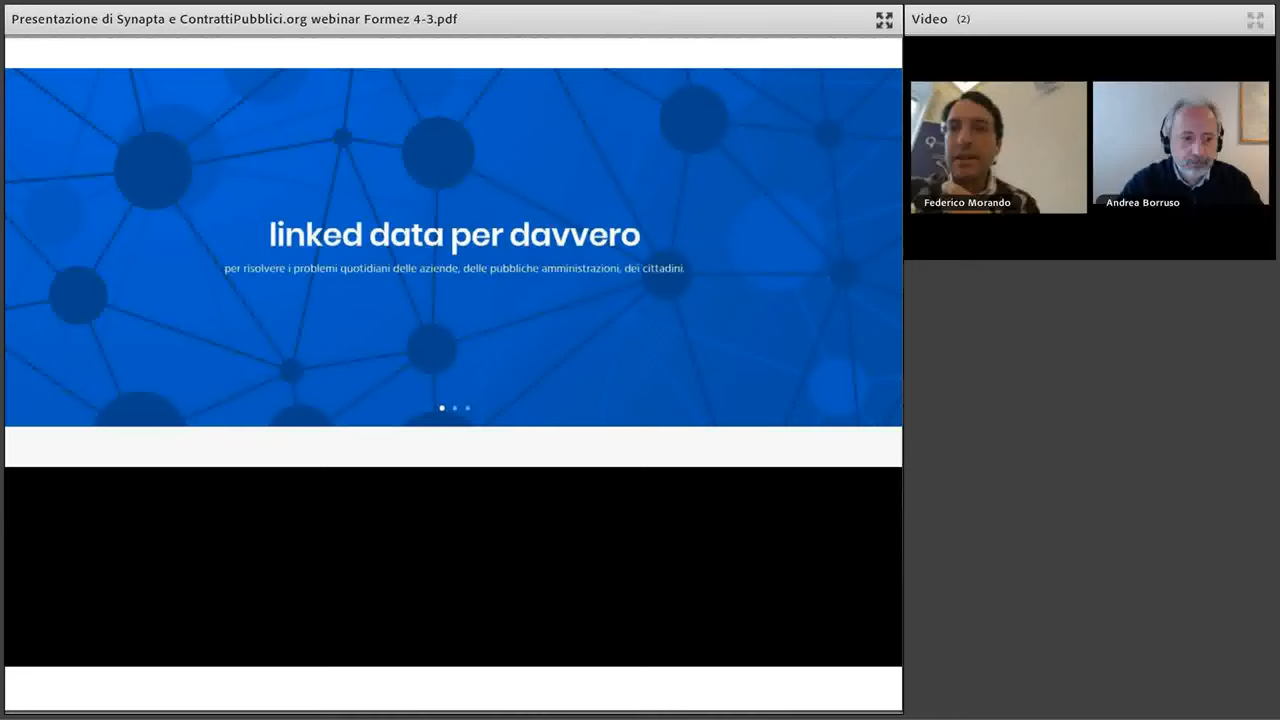 Presentazione di Synapta e ContrattiPubblici.org webinar Formez 4-3.pdf
Video (2)
Federico Morando
Andrea Borruso
linked data per davvero
per risolvere i problemi quotidiani delle aziende, delle pubbliche amministrazioni, dei cittadini.